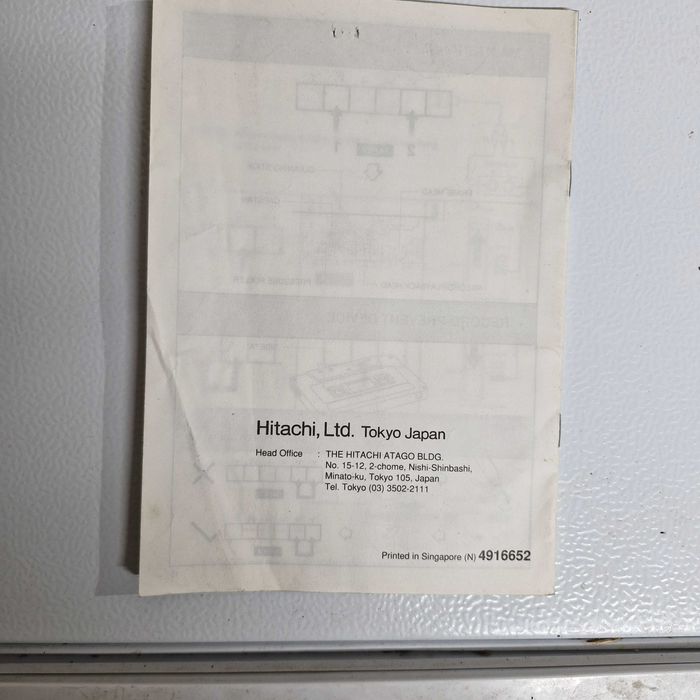 Hitachi, Ltd. Tokyo Japan
Head Office : THE HITACHI ATAGO BLDG.
No. 15-12, 2-chome, Nishi-Shinbashi,
Minato-ku, Tokyo 105, Japan
Tel. Tokyo (03) 3502-2111
Printed in Singapore (N) 4916652